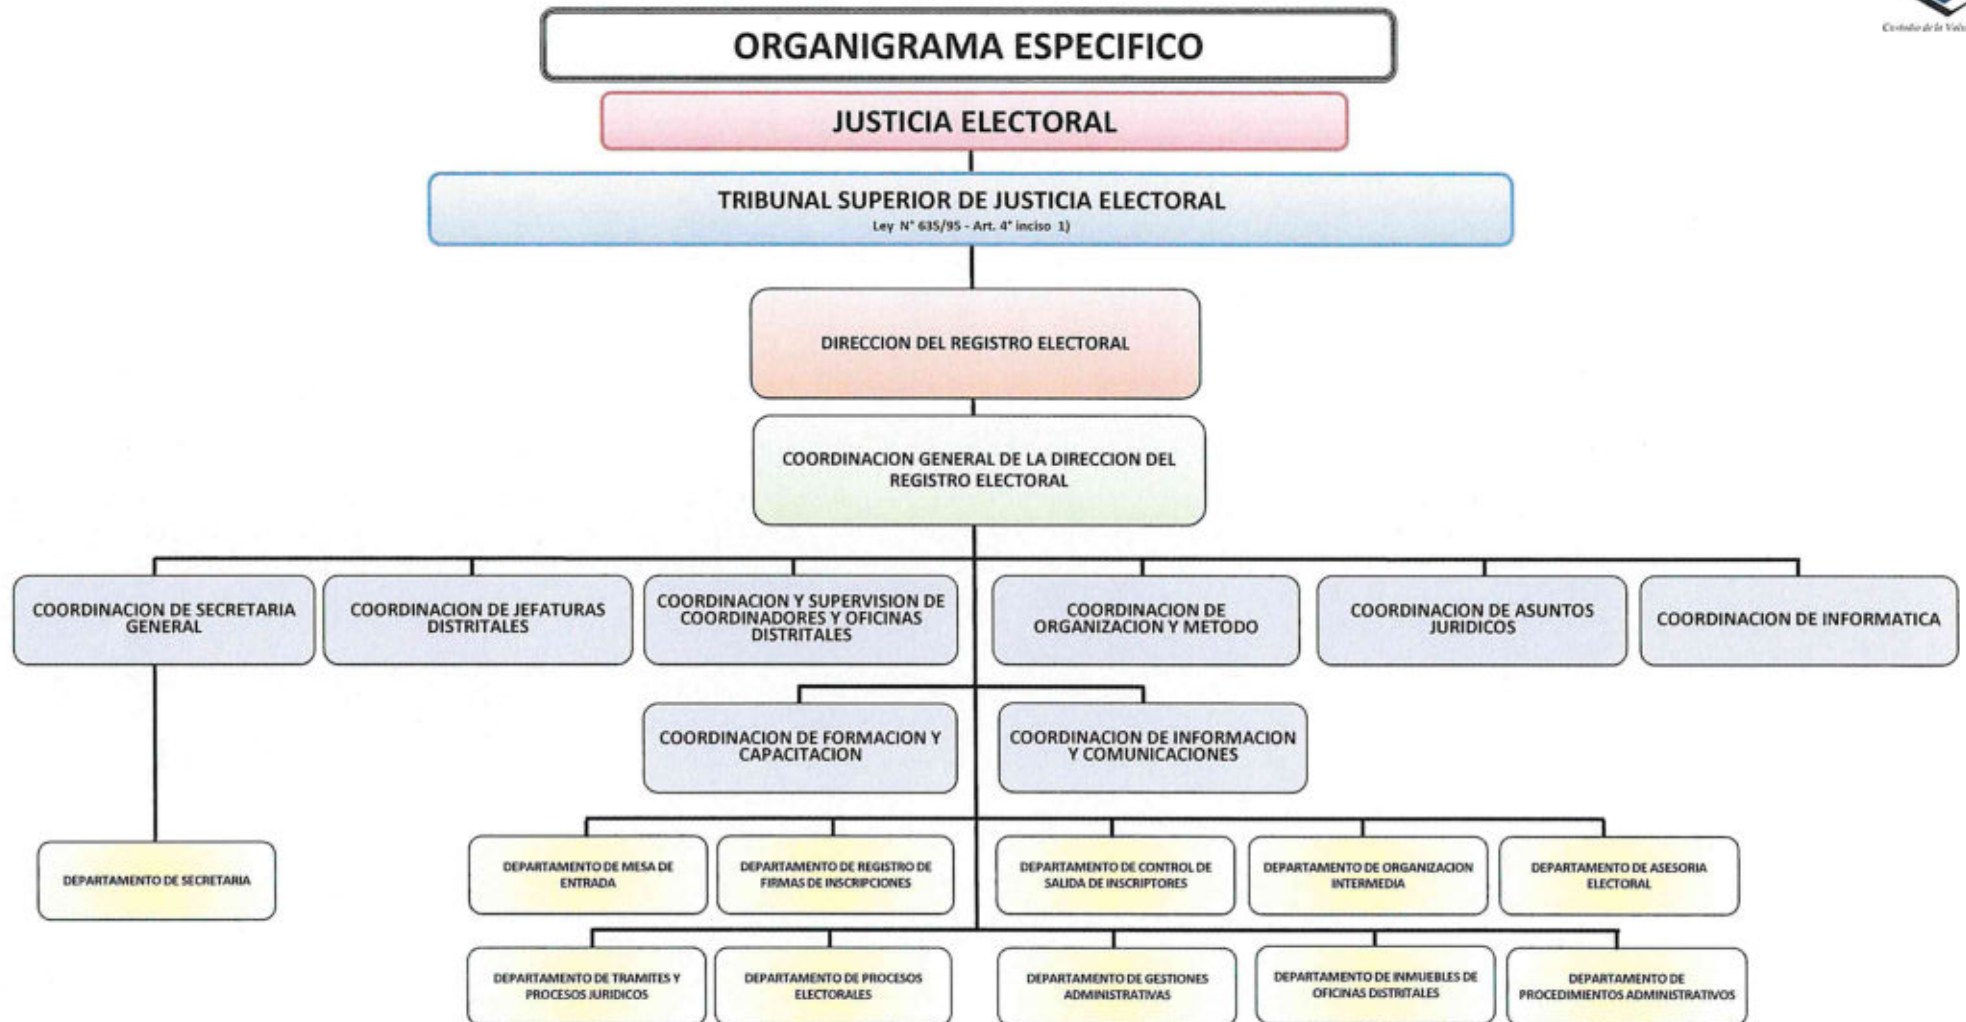 Custodio de la
ORGANIGRAMA ESPECIFICO
JUSTICIA ELECTORAL
TRIBUNAL SUPERIOR DE JUSTICIA ELECTORAL
Ley N° 635/95 - Art. 4° inciso 1)
DIRECCION DEL REGISTRO ELECTORAL
COORDINACION GENERAL DE LA DIRECCION DEL
REGISTRO ELECTORAL
COORDINACION DE SECRETARIA
GENERAL
COORDINACION DE JEFATURAS
DISTRITALES
COORDINACION Y SUPERVISION DE
COORDINADORES Y OFICINAS
DISTRITALES
COORDINACION DE
ORGANIZACION Y METODO
COORDINACION DE ASUNTOS
JURIDICOS
COORDINACION DE INFORMATICA
COORDINACION DE FORMACION Y
CAPACITACION
COORDINACION DE INFORMACION
Y COMUNICACIONES
DEPARTAMENTO DE SECRETARIA
DEPARTAMENTO DE MESA DE
ENTRADA
DEPARTAMENTO DE REGISTRO DE
FIRMAS DE INSCRIPCIONES
DEPARTAMENTO DE CONTROL DE
SALIDA DE INSCRIPTORES
DEPARTAMENTO DE ORGANIZACION
INTERMEDIA
DEPARTAMENTO DE ASESORIA
ELECTORAL
DEPARTAMENTO DE TRAMITES Y
PROCESOS JURIDICOS
DEPARTAMENTO DE PROCESOS
ELECTORALES
DEPARTAMENTO DE GESTIONES
ADMINISTRATIVAS
DEPARTAMENTO DE INMUEBLES DE
OFICINAS DISTRITALES
DEPARTAMENTO DE
PROCEDIMIENTOS ADMINISTRATIVOS